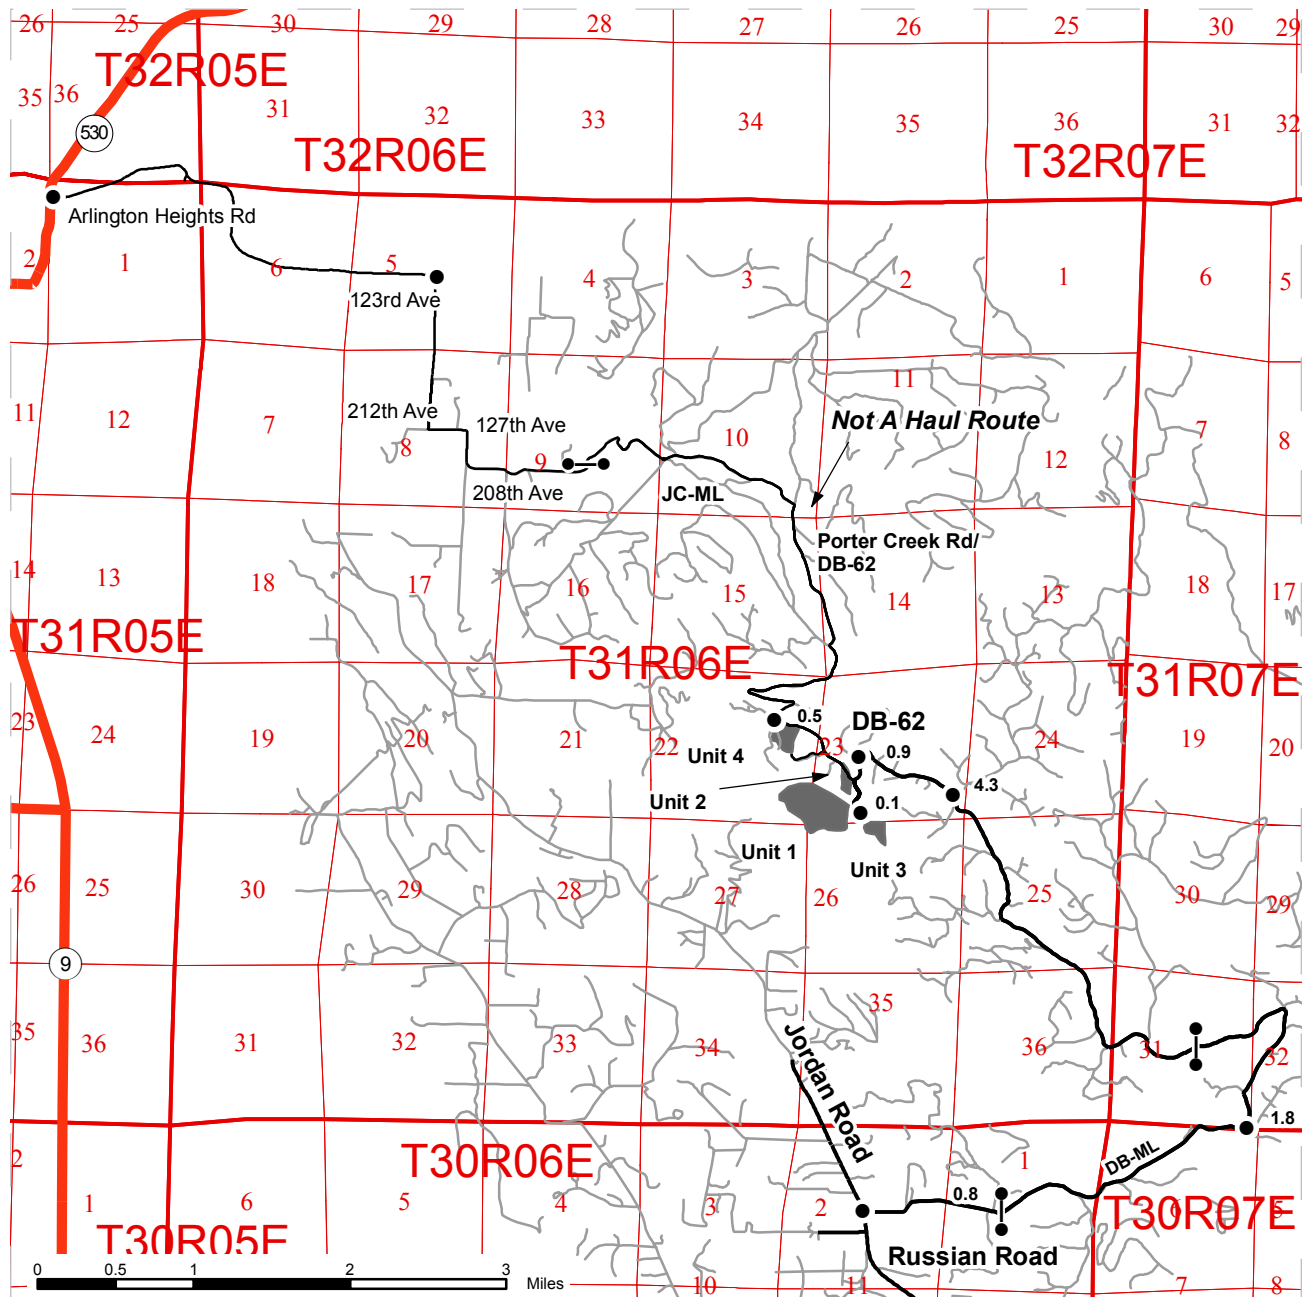 26 25 30 29 28 27 26 25 30 29
T32R05E
35 36 31 32 33 34 35 36 31 32
530
T32R06E T32R07E
Arlington Heights Rd
2 1 6 5 4 3 2 1 6 5
123rd Ave
11 12 7 8 9 10 11 12 7 8
212th Ave
127th Ave
Not A Haul Route
208th Ave
JC-ML
Porter Creek Rd/
DB-62
14 13 18 17 16 15 14 13 18 17
T31R05E T31R06E T31R07E
23 24 19 20 21 22 23 24 19 20
0.5
DB-62
0.9
Unit 4
4.3
Unit 2
0.1
Unit 1
Unit 3
26 25 30 29 28 27 26 25 30 29
9
35 36 31 32 33 34 35 36 31 32
Jordan Road
1.8
DB-ML
T30R06E
2 1 6 5 4 3 2 1 6 5
0.8
T30R05E T30R07E
Russian Road
10 11 7 8
0 0.5 1 2 3
Miles